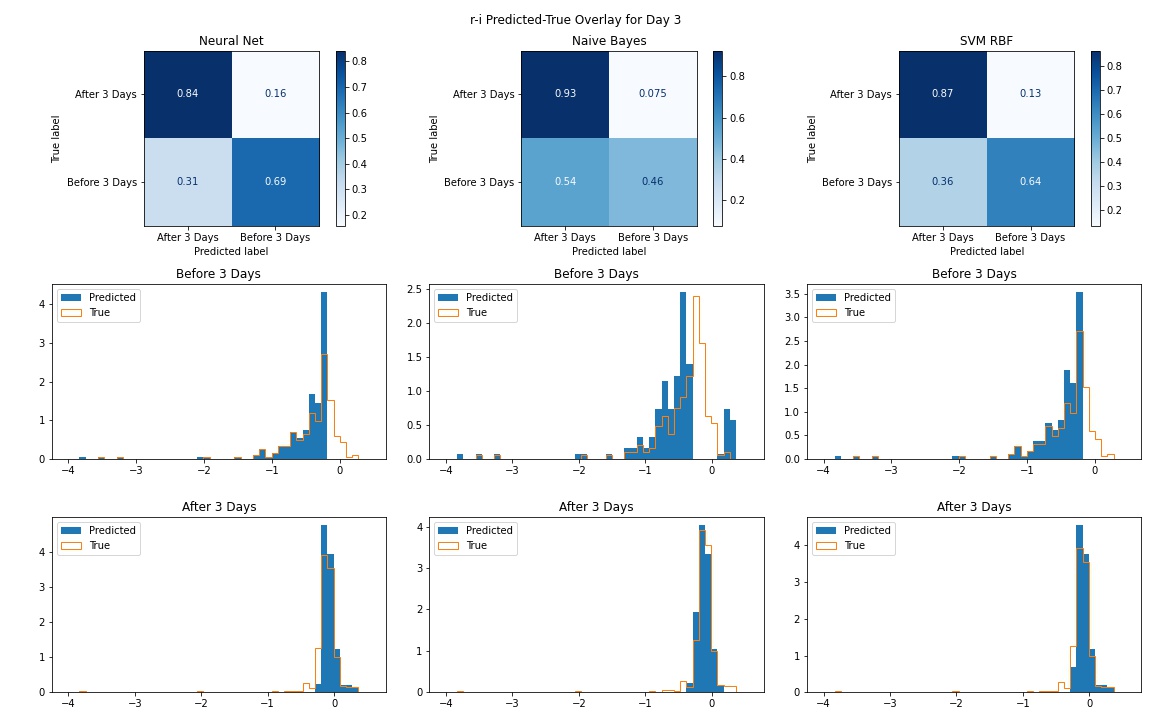 r-i Predicted-True Overlay for Day 3
Neural Net
After 3 Days
Before 3 Days
True label
0.84
0.16
0.31
0.69
After 3 Days
Before 3 Days
Predicted label
0.8
0.7
0.6
0.5
0.4
0.3
0.2
Naive Bayes
After 3 Days
Before 3 Days
True label
0.93
0.075
0.54
0.46
After 3 Days
Before 3 Days
Predicted label
0.8
0.6
0.4
0.2
SVM RBF
After 3 Days
Before 3 Days
True label
0.87
0.13
0.36
0.64
After 3 Days
Before 3 Days
Predicted label
0.8
0.7
0.6
0.5
0.4
0.3
0.2
Before 3 Days
Predicted
True
4
3
2
1
0
−4
−3
−2
−1
0
Before 3 Days
Predicted
True
2.5
2.0
1.5
1.0
0.5
0.0
−4
−3
−2
−1
0
Before 3 Days
Predicted
True
3.5
3.0
2.5
2.0
1.5
1.0
0.5
0.0
−4
−3
−2
−1
0
After 3 Days
Predicted
True
4
3
2
1
0
−4
−3
−2
−1
0
After 3 Days
Predicted
True
4
3
2
1
0
−4
−3
−2
−1
0
After 3 Days
Predicted
True
4
3
2
1
0
−4
−3
−2
−1
0